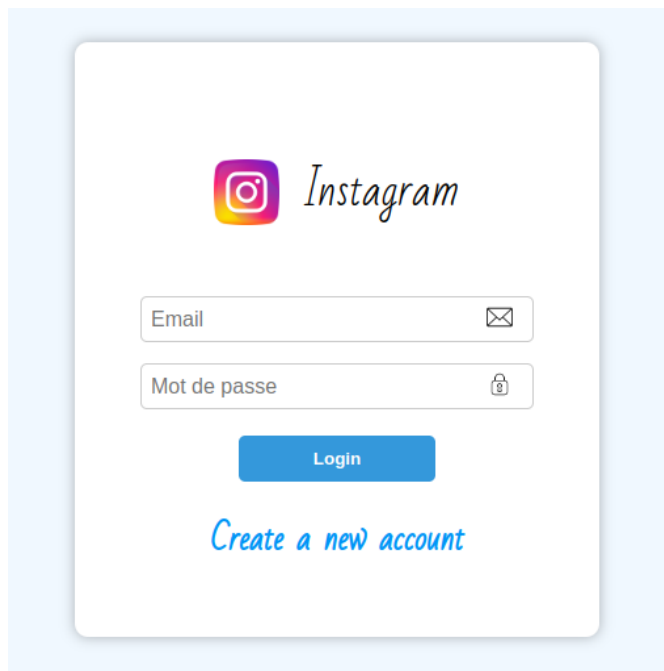 Instagram
Email
Mot de passe
Login
Create a new account